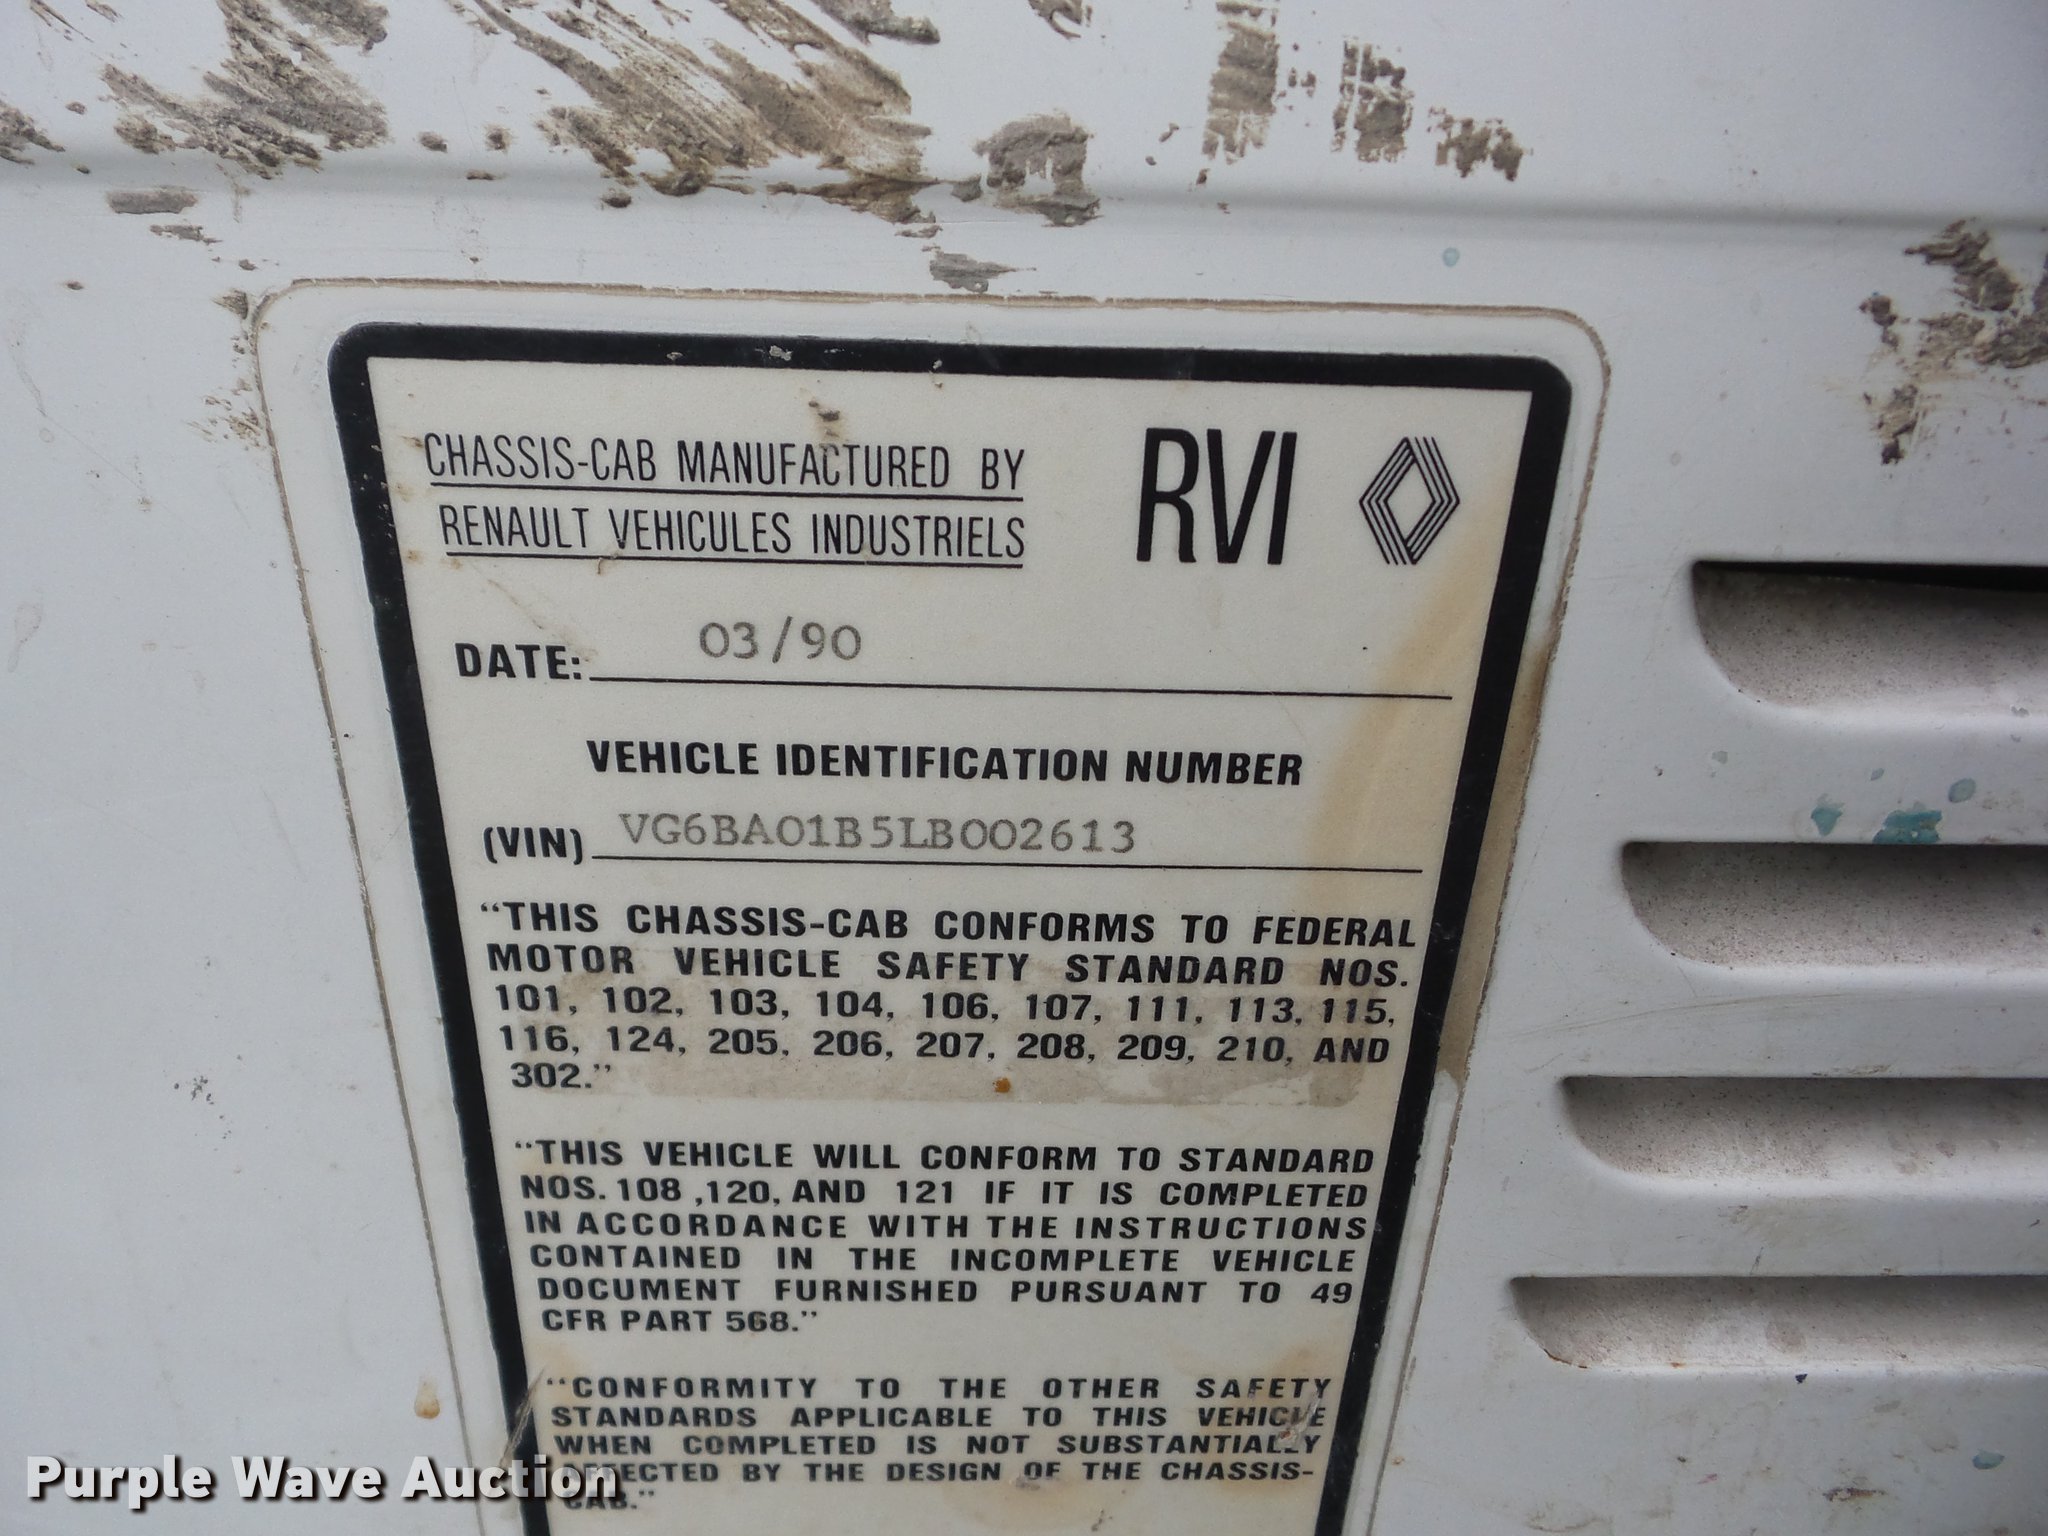 CHASSIS-CAB MANUFACTURED BY
RENAULT VEHICULES INDUSTRIELS
RVI
DATE: 03/90
VEHICLE IDENTIFICATION NUMBER
(VIN) VG6BA01B5LB002613
"THIS CHASSIS-CAB CONFORMS TO FEDERAL
MOTOR VEHICLE SAFETY STANDARD NOS.
101, 102, 103, 104, 106, 107, 111, 113, 115,
116, 124, 205, 206, 207, 208, 209, 210, AND
302."
"THIS VEHICLE WILL CONFORM TO STANDARD
NOS. 108 ,120, AND 121 IF IT IS COMPLETED
IN ACCORDANCE WITH THE INSTRUCTIONS
CONTAINED IN THE INCOMPLETE VEHICLE
DOCUMENT FURNISHED PURSUANT TO 49
CFR PART 568."
"CONFORMITY TO THE OTHER SAFETY
STANDARDS APPLICABLE TO THIS VEHICLE
WHEN COMPLETED IS NOT SUBSTANTIALLY
AFFECTED BY THE DESIGN OF THE CHASSIS-
CAB."
Purple Wave Auction